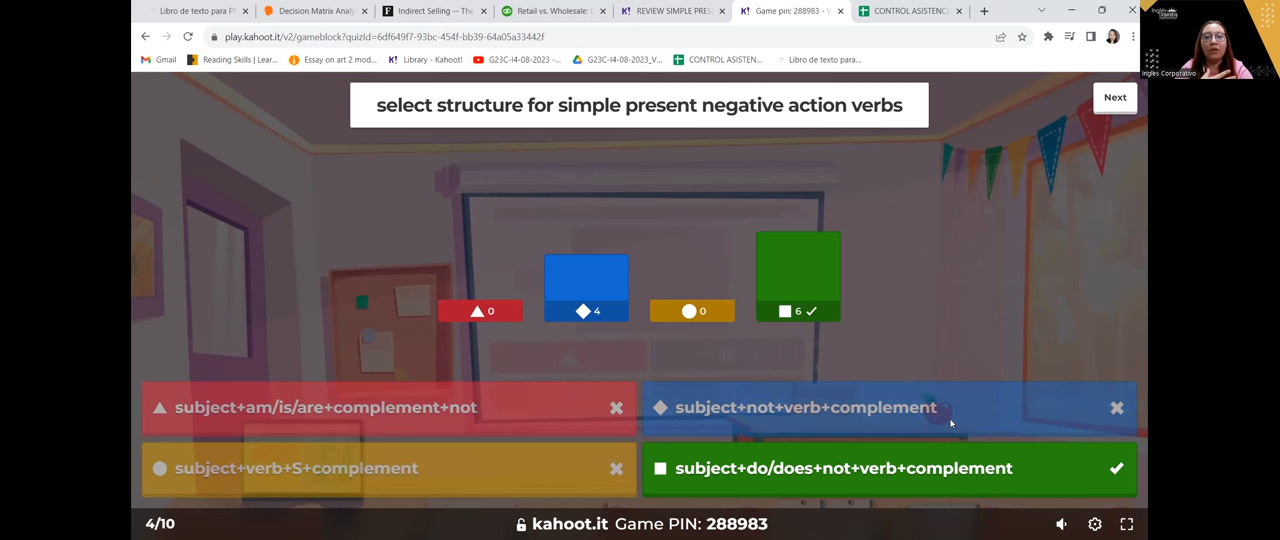 Libro de texto para P
Decision Matrix Anal
Indirect Selling -- The
Retail vs. Wholesale:
K! REVIEW SIMPLE PRES
K! Game pin: 288983 -
CONTROL ASISTENC
play.kahoot.it/v2/gameblock?quizId=6df649f7-93bc-454f-bb39-64a05a33442f
Gmail
Reading Skills | Lear...
Essay on art 2 mod...
K! Library - Kahoot!
G23C-I4-08-2023 -...
G23C-I4-08-2023_V...
CONTROL ASISTEN...
Libro de texto para...
Inglés Corporativo
select structure for simple present negative action verbs
Next
0
4
0
6
subject+am/is/are+complement+not
subject+not+verb+complement
subject+verb+S+complement
subject+do/does+not+verb+complement
4/10
kahoot.it Game PIN: 288983